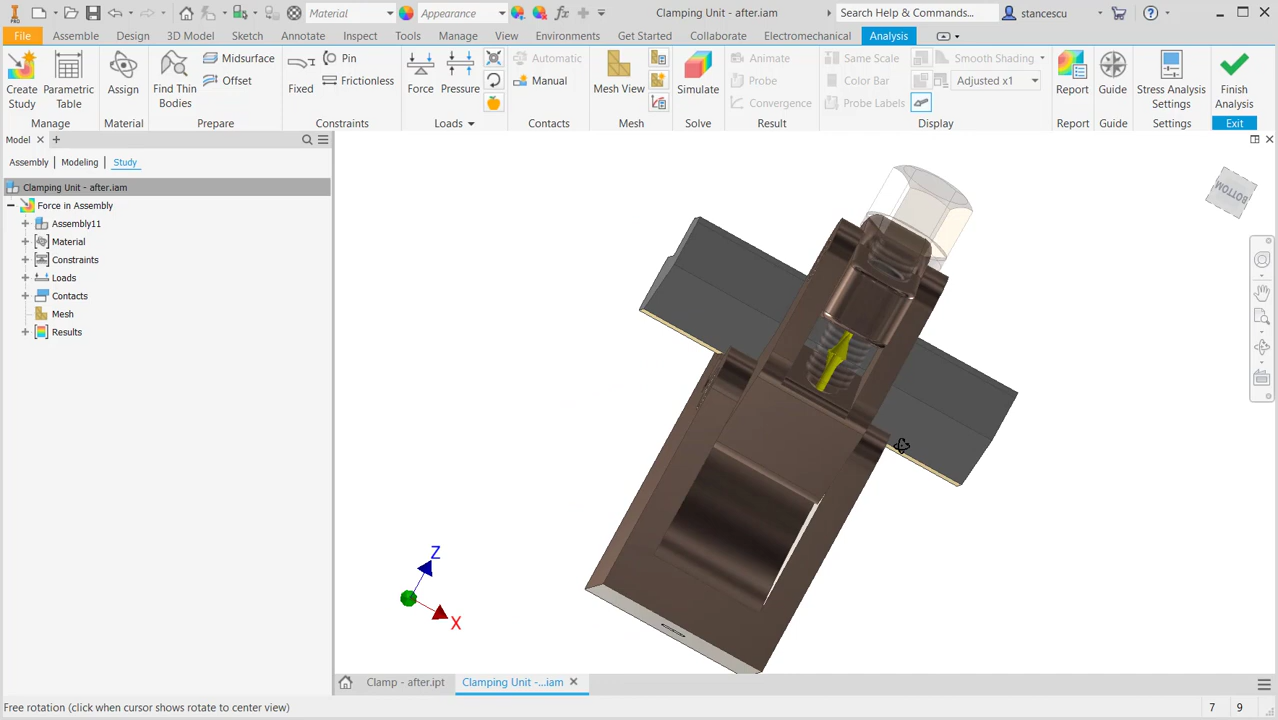 PRO
Material
Appearance
Clamping Unit - after.iam
Search Help & Commands...
stancescu
File
Assemble
Design
3D Model
Sketch
Annotate
Inspect
Tools
Manage
View
Environments
Get Started
Collaborate
Electromechanical
Analysis
Create Study
Parametric Table
Manage
Assign
Material
Find Thin Bodies
Midsurface
Offset
Prepare
Fixed
Pin
Frictionless
Constraints
Force
Pressure
Loads
Automatic
Manual
Contacts
Mesh View
Mesh
Simulate
Solve
Animate
Probe
Convergence
Result
Same Scale
Color Bar
Probe Labels
Smooth Shading
Adjusted x1
Display
Report
Report
Guide
Guide
Stress Analysis Settings
Settings
Finish Analysis
Exit
Model
Assembly
Modeling
Study
Clamping Unit - after.iam
Force in Assembly
Assembly11
Material
Constraints
Loads
Contacts
Mesh
Results
BOTTOM
Z
X
Clamp - after.ipt
Clamping Unit -...iam
Free rotation (click when cursor shows rotate to center view)
7 9